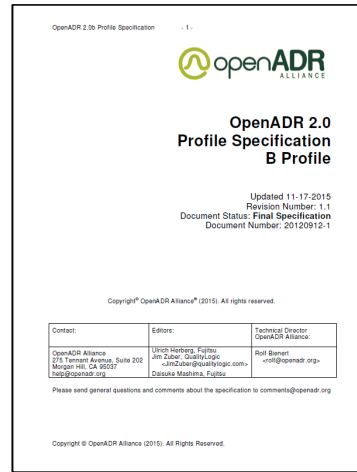 OpenADR 2.0b Profile Specification - 1 -
openADR
ALLIANCE
OpenADR 2.0
Profile Specification
B Profile
Updated 11-17-2015
Revision Number: 1.1
Document Status: Final Specification
Document Number: 20120912-1
Copyright© OpenADR Alliance® (2015). All rights reserved.
Contact:
OpenADR Alliance
275 Tennant Avenue, Suite 202
Morgan Hill, CA 95037
help@openadr.org
Editors:
Ulrich Herberg, Fujitsu
Jim Zuber, QualityLogic
<JimZuber@qualitylogic.com>
Daisuke Mashima, Fujitsu
Technical Director
OpenADR Alliance:
Rolf Bienert
<rolf@openadr.org>
Please send general questions and comments about the specification to comments@openadr.org
Copyright © OpenADR Alliance (2015). All Rights Reserved.